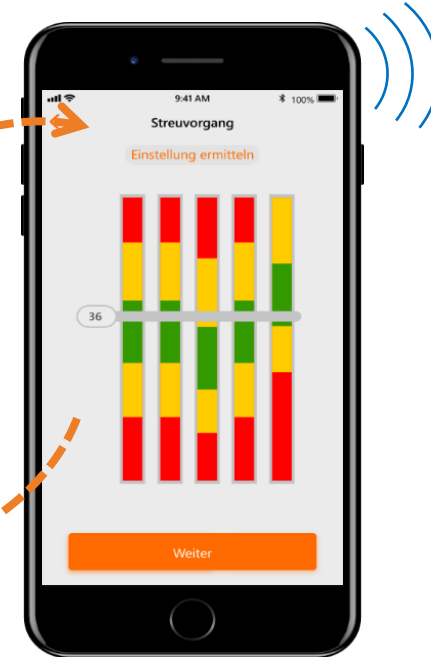 9:41 AM 100%
Streuvorgang
Einstellung ermitteln
36
Weiter